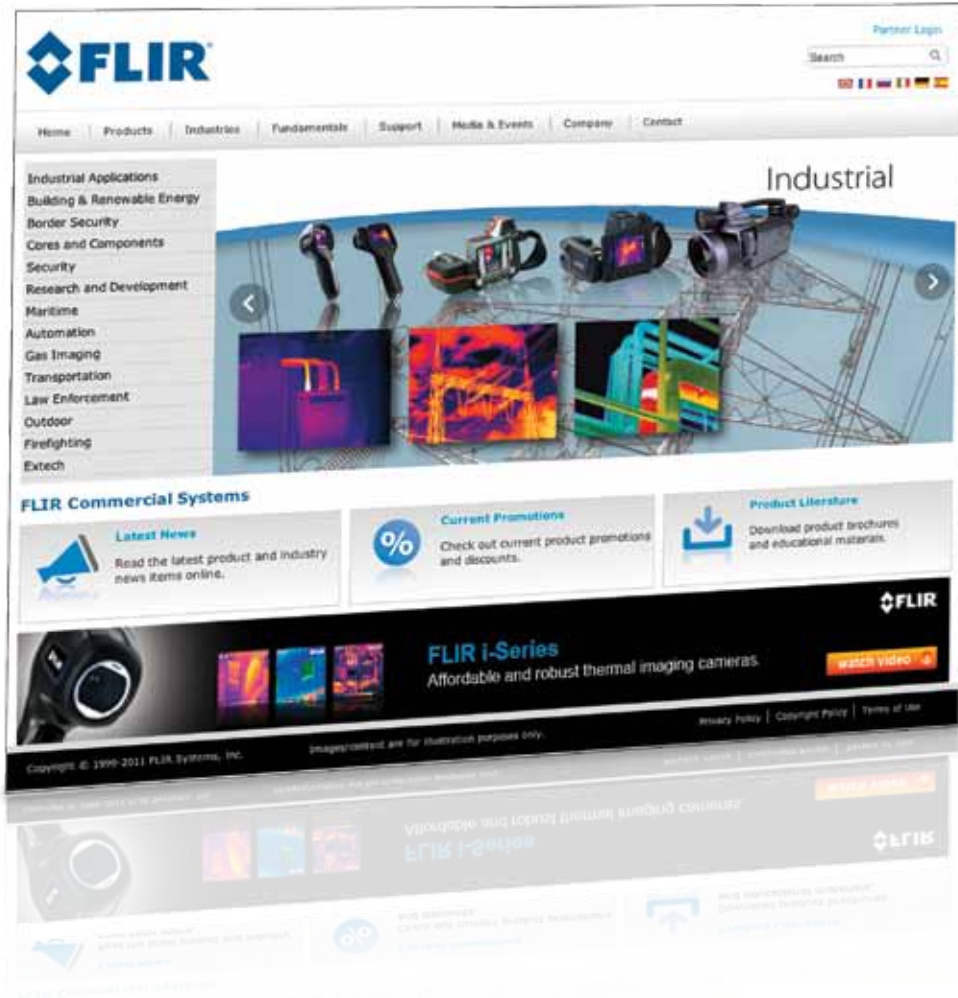 FLIR
Partner Login
Search
Home Products Industries Fundamentals Support Media & Events Company Contact
Industrial Applications
Building & Renewable Energy
Border Security
Cores and Components
Security
Research and Development
Maritime
Automation
Gas Imaging
Transportation
Law Enforcement
Outdoor
Firefighting
Extech
Industrial
FLIR Commercial Systems
Latest News
Read the latest product and industry
news items online.
%
Current Promotions
Check out current product promotions
and discounts.
Product Literature
Download product brochures
and educational materials.
FLIR
FLIR i-Series
Affordable and robust thermal imaging cameras.
watch video
Copyright © 1999-2011 FLIR Systems, Inc.
Images/content are for illustration purposes only.
Privacy Policy | Copyright Policy | Terms of Use